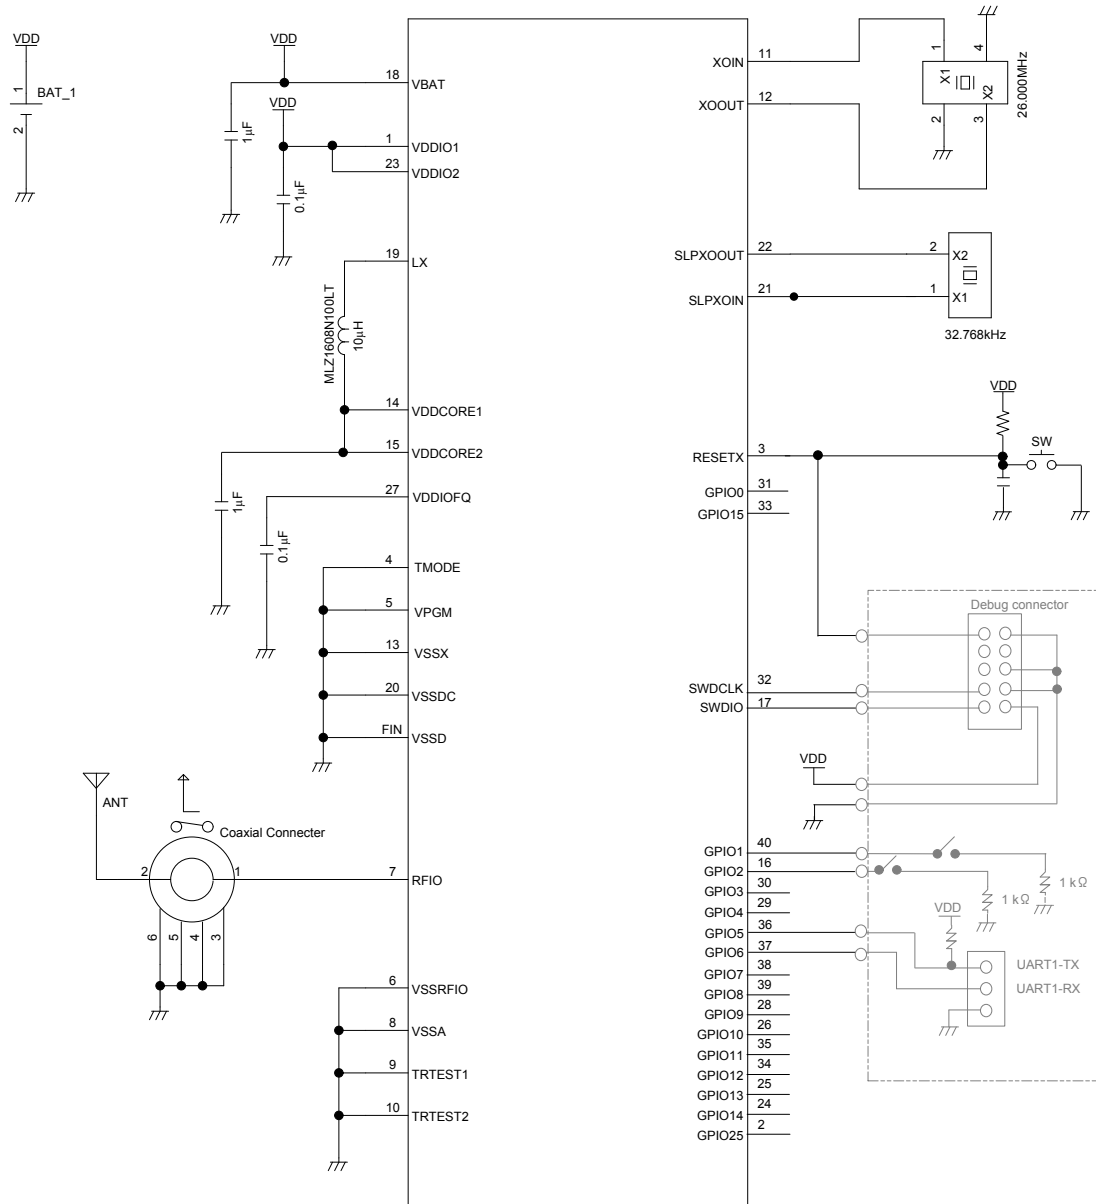 VDD
1
BAT_1
2
VDD
18
VBAT
1µF
VDD
1
VDDIO1
23
VDDIO2
0.1µF
19
LX
MLZ1608N100LT
10µH
14
VDDCORE1
15
VDDCORE2
1µF
27
VDDIOFQ
0.1µF
4
TMODE
5
VPGM
13
VSSX
20
VSSDC
FIN
VSSD
ANT
Coaxial Connecter
2
1
7
RFIO
6
5
4
3
6
VSSRFIO
8
VSSA
9
TRTEST1
10
TRTEST2
XOIN
11
XOOUT
12
1
4
X1
X2
2
3
26.000MHz
SLPXOOUT
22
2
X2
SLPXOIN
21
1
X1
32.768kHz
VDD
SW
RESETX
3
GPIO0
31
GPIO15
33
Debug connector
SWDCLK
32
SWDIO
17
VDD
GPIO1
40
GPIO2
16
GPIO3
30
GPIO4
29
GPIO5
36
GPIO6
37
GPIO7
38
GPIO8
39
GPIO9
28
GPIO10
26
GPIO11
35
GPIO12
34
GPIO13
25
GPIO14
24
GPIO25
2
1 kΩ
1 kΩ
VDD
UART1-TX
UART1-RX